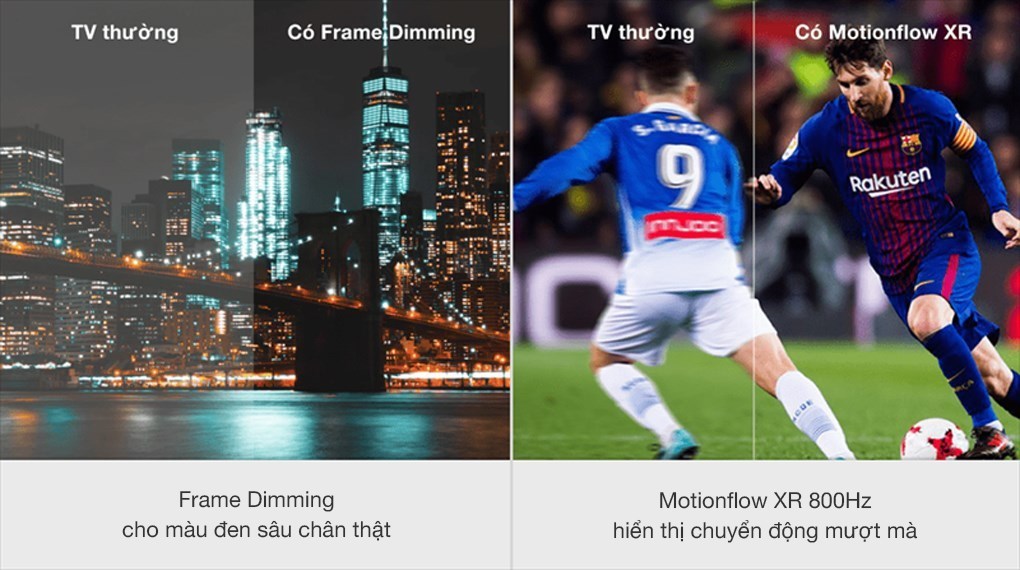 TV thường
Có Frame Dimming
TV thường
Có Motionflow XR
S. GARCÍA
9
Rakuten
Frame Dimming
cho màu đen sâu chân thật
Motionflow XR 800Hz
hiển thị chuyển động mượt mà